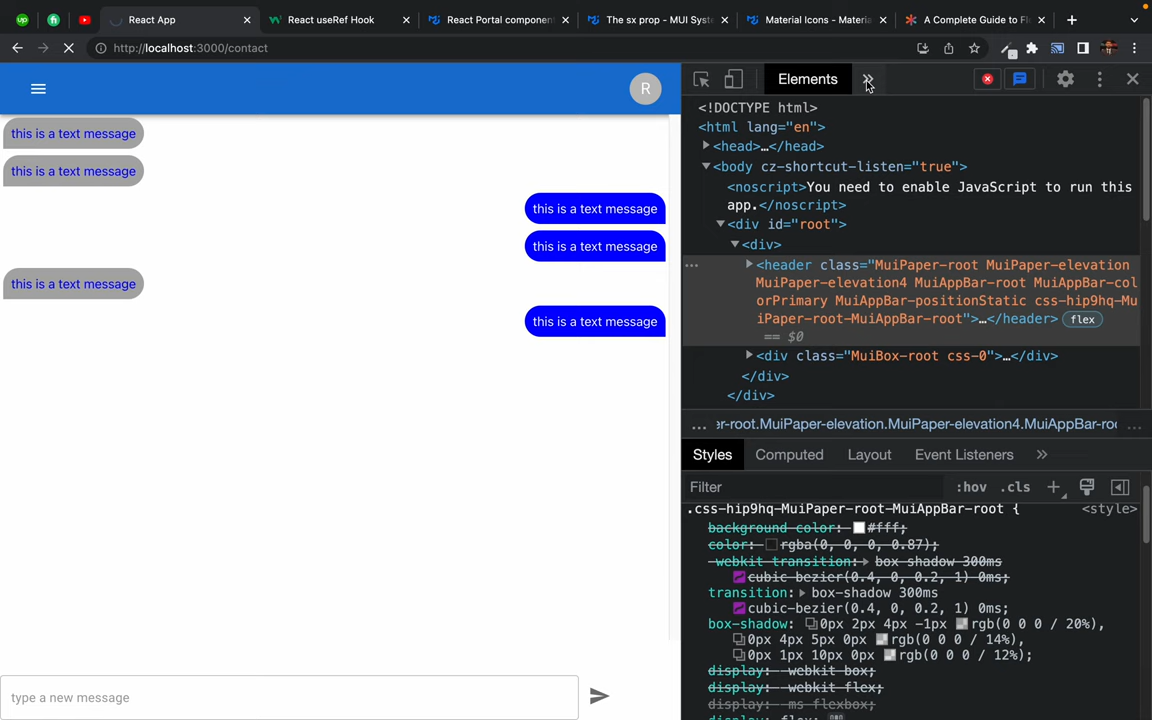 up fi React App W React useRef Hook React Portal componen The sx prop - MUI Syste Material Icons - Materia A Complete Guide to Fl
http://localhost:3000/contact
R
Elements
this is a text message
this is a text message
this is a text message
this is a text message
this is a text message
this is a text message
type a new message
<!DOCTYPE html>
<html lang="en">
<head>…</head>
<body cz-shortcut-listen="true">
<noscript>You need to enable JavaScript to run this
app.</noscript>
<div id="root">
<div>
<header class="MuiPaper-root MuiPaper-elevation
MuiPaper-elevation4 MuiAppBar-root MuiAppBar-col
orPrimary MuiAppBar-positionStatic css-hip9hq-Mu
iPaper-root-MuiAppBar-root">…</header> flex
== $0
<div class="MuiBox-root css-0">…</div>
</div>
</div>
... er-root.MuiPaper-elevation.MuiPaper-elevation4.MuiAppBar-roo ...
Styles Computed Layout Event Listeners
Filter :hov .cls
.css-hip9hq-MuiPaper-root-MuiAppBar-root { <style>
background-color: #fff;
color: rgba(0, 0, 0, 0.87);
-webkit-transition: box-shadow 300ms
cubic-bezier(0.4, 0, 0.2, 1) 0ms;
transition: box-shadow 300ms
cubic-bezier(0.4, 0, 0.2, 1) 0ms;
box-shadow: 0px 2px 4px -1px rgb(0 0 0 / 20%),
0px 4px 5px 0px rgb(0 0 0 / 14%),
0px 1px 10px 0px rgb(0 0 0 / 12%);
display: -webkit-box;
display: -webkit-flex;
display: -ms-flexbox;
display: flex;